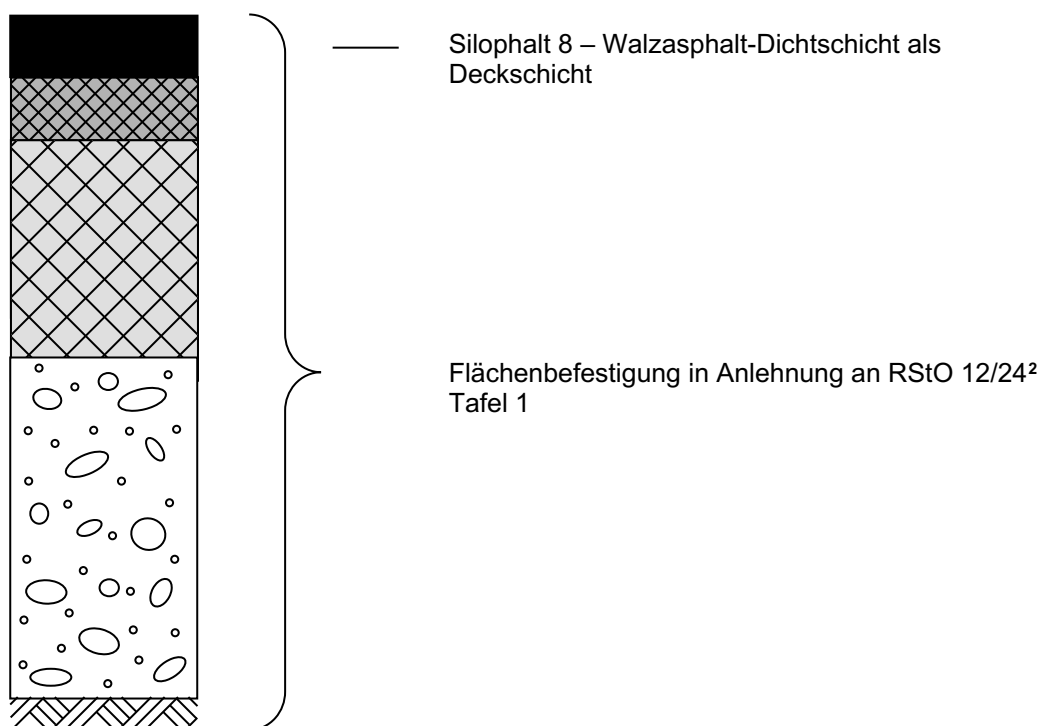 Silophalt 8 – Walzasphalt-Dichtschicht als
Deckschicht
Flächenbefestigung in Anlehnung an RStO 12/24²
Tafel 1